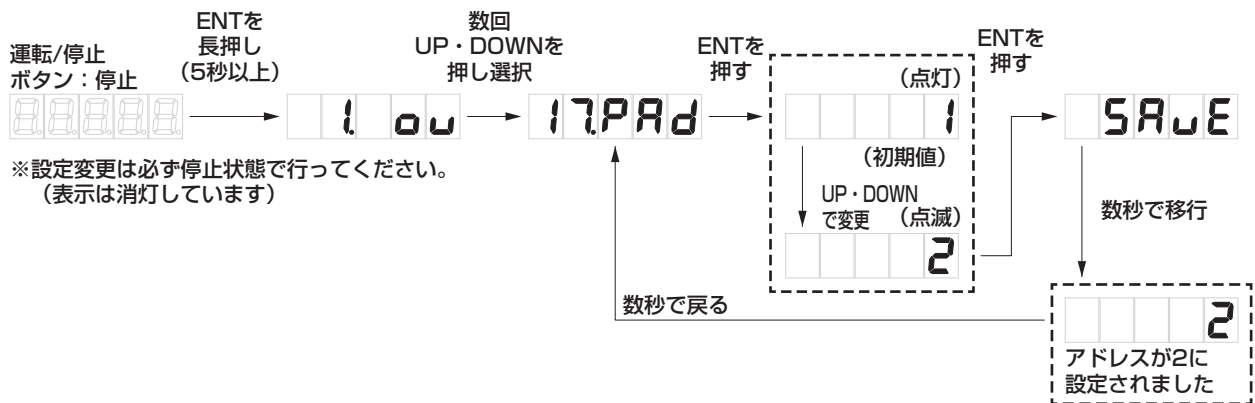 運転/停止
ボタン：停止
8.8.8.8.8.
ENTを
長押し
(5秒以上)
1. ou
数回
UP・DOWNを
押し選択
17.PAd
ENTを
押す
(点灯)
1
(初期値)
UP・DOWN
で変更
(点滅)
2
ENTを
押す
SAuE
数秒で移行
2
アドレスが2に
設定されました
数秒で戻る
※設定変更は必ず停止状態で行ってください。
(表示は消灯しています)